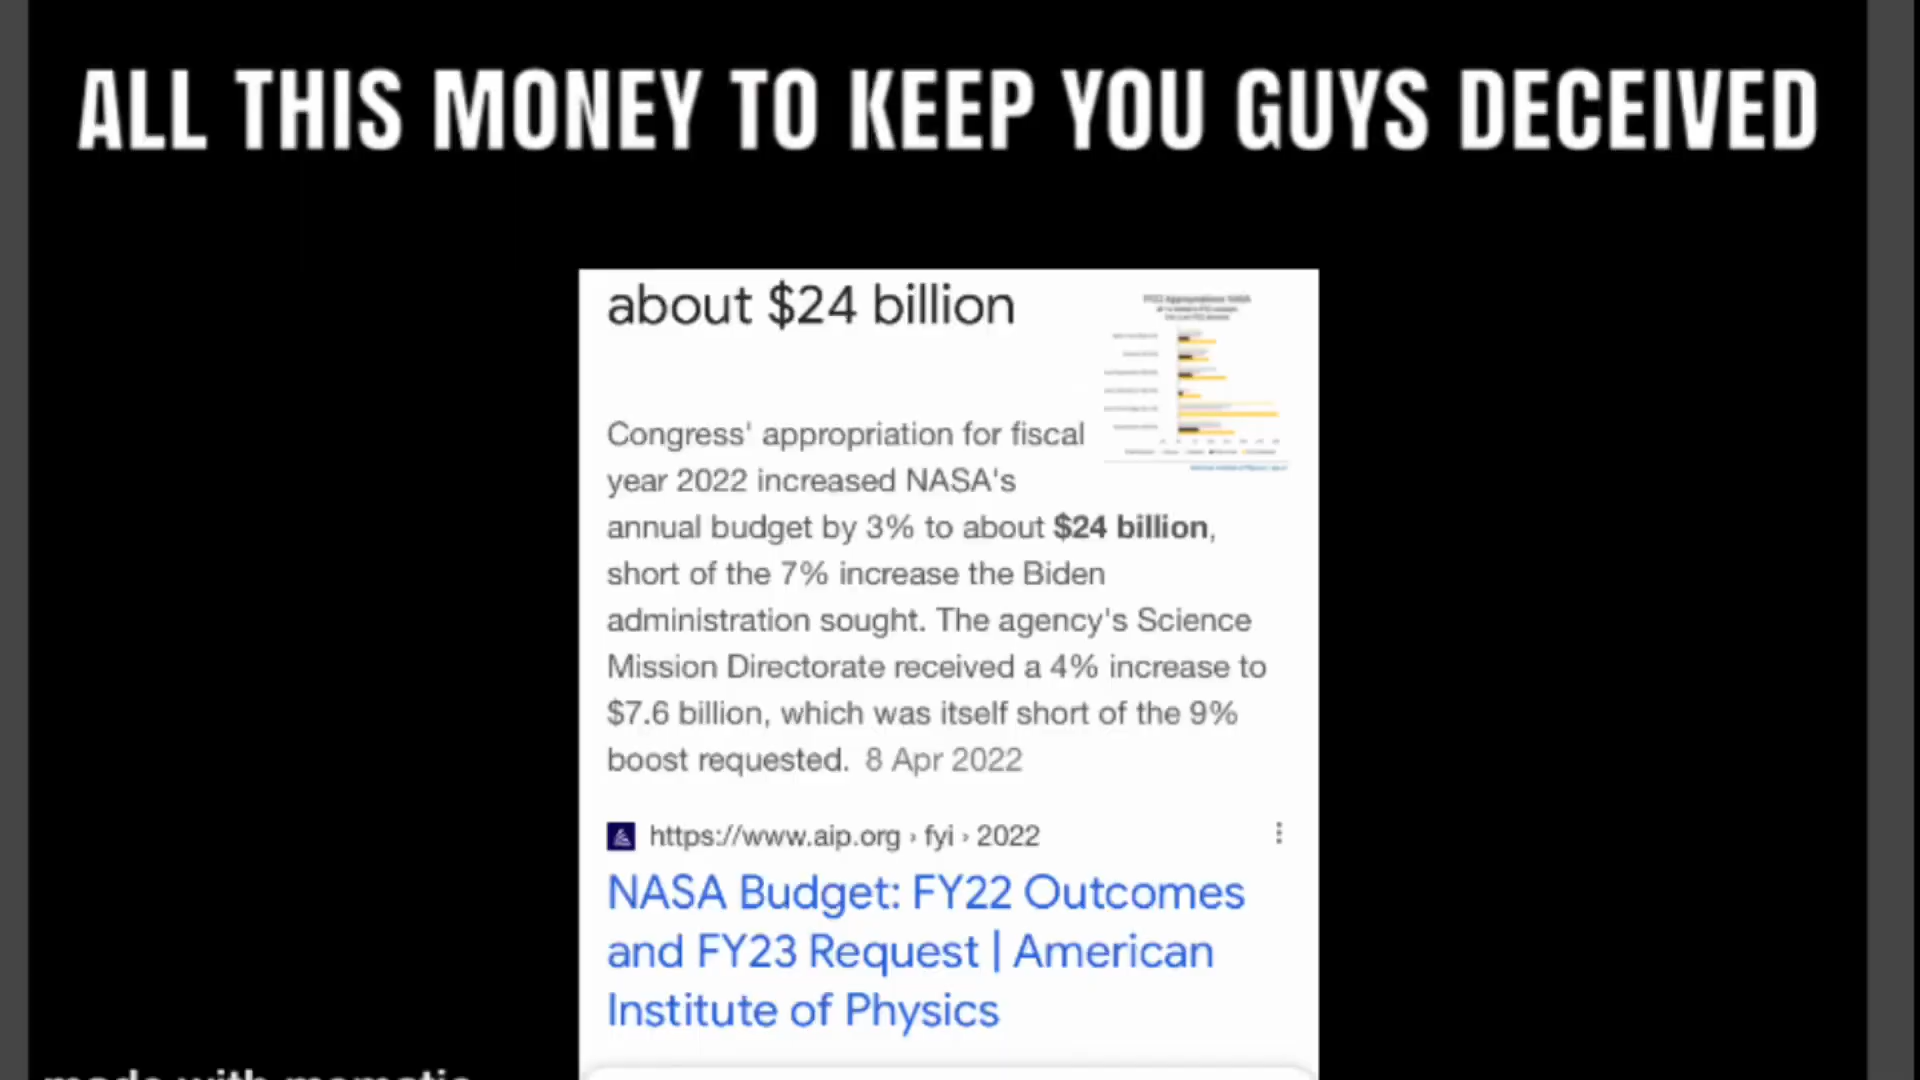 ALL THIS MONEY TO KEEP YOU GUYS DECEIVED
about $24 billion
Congress' appropriation for fiscal
year 2022 increased NASA's
annual budget by 3% to about $24 billion,
short of the 7% increase the Biden
administration sought. The agency's Science
Mission Directorate received a 4% increase to
$7.6 billion, which was itself short of the 9%
boost requested. 8 Apr 2022
https://www.aip.org › fyi › 2022
NASA Budget: FY22 Outcomes
and FY23 Request | American
Institute of Physics
made with mematic